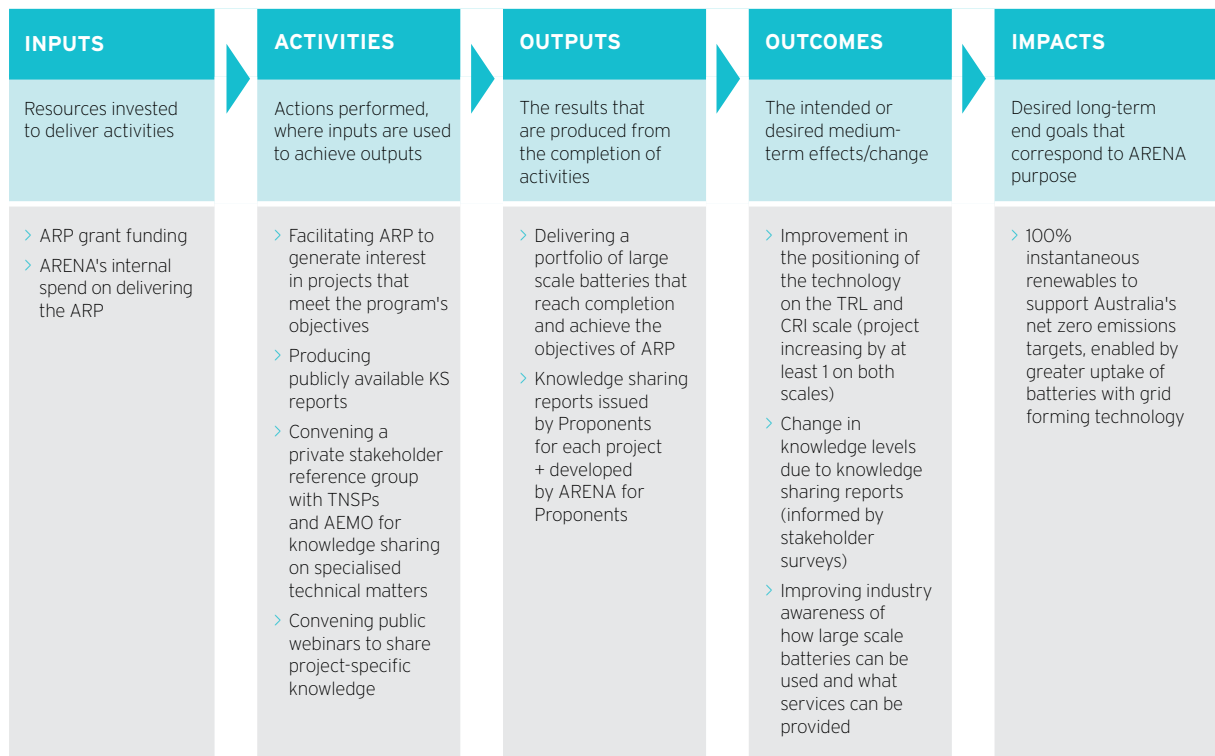 INPUTS
Resources invested
to deliver activities
> ARP grant funding
> ARENA's internal
spend on delivering
the ARP
ACTIVITIES
Actions performed,
where inputs are used
to achieve outputs
> Facilitating ARP to
generate interest
in projects that
meet the program's
objectives
> Producing
publicly available KS
reports
> Convening a
private stakeholder
reference group
with TNSPs
and AEMO for
knowledge sharing
on specialised
technical matters
> Convening public
webinars to share
project-specific
knowledge
OUTPUTS
The results that
are produced from
the completion of
activities
> Delivering a
portfolio of large
scale batteries that
reach completion
and achieve the
objectives of ARP
> Knowledge sharing
reports issued
by Proponents
for each project
+ developed
by ARENA for
Proponents
OUTCOMES
The intended or
desired medium-
term effects/change
> Improvement in
the positioning of
the technology
on the TRL and
CRI scale (project
increasing by at
least 1 on both
scales)
> Change in
knowledge levels
due to knowledge
sharing reports
(informed by
stakeholder
surveys)
> Improving industry
awareness of
how large scale
batteries can be
used and what
services can be
provided
IMPACTS
Desired long-term
end goals that
correspond to ARENA
purpose
> 100%
instantaneous
renewables to
support Australia's
net zero emissions
targets, enabled by
greater uptake of
batteries with grid
forming technology